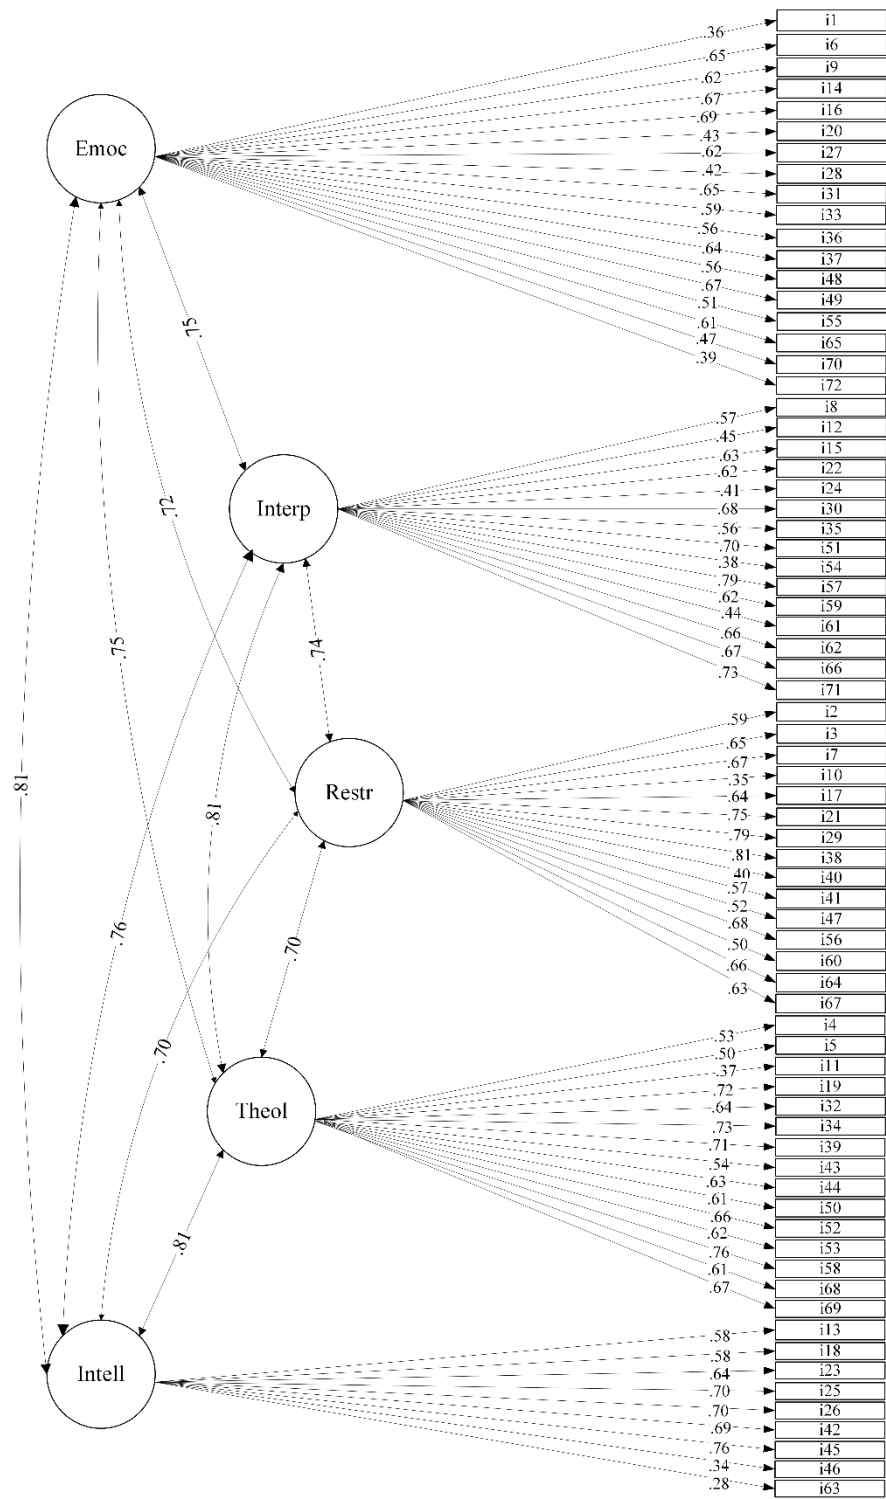 i1
.36
i6
.65
i9
.62
i14
.67
i16
.69
i20
.43
i27
.62
i28
.42
i31
.65
i33
.59
i36
.56
i37
.64
i48
.56
i49
.67
i55
.51
i65
.61
i70
.47
i72
.39
Emoc
.75
.72
.75
.81
i8
.57
i12
.45
i15
.63
i22
.62
i24
.41
i30
.68
i35
.56
i51
.70
i54
.38
i57
.79
i59
.62
i61
.44
i62
.66
i66
.67
i71
.73
Interp
.74
.81
.76
i2
.59
i3
.65
i7
.67
i10
.35
i17
.64
i21
.75
i29
.79
i38
.81
i40
.40
i41
.57
i47
.52
i56
.68
i60
.50
i64
.66
i67
.63
Restr
.70
.70
i4
.53
i5
.50
i11
.37
i19
.72
i32
.64
i34
.73
i39
.71
i43
.54
i44
.63
i50
.61
i52
.66
i53
.62
i58
.76
i68
.61
i69
.67
Theol
.81
i13
.58
i18
.58
i23
.64
i25
.70
i26
.70
i42
.69
i45
.76
i46
.34
i63
.28
Intell